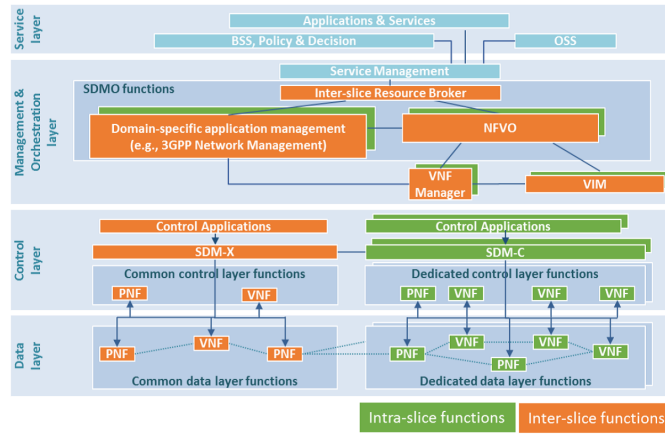 Service
layer
Applications & Services
BSS, Policy & Decision
OSS
Service Management
Management &
Orchestration
layer
SDMO functions
Inter-slice Resource Broker
Domain-specific application management
(e.g., 3GPP Network Management)
NFVO
VNF
Manager
VIM
Control
layer
Control Applications
Control Applications
SDM-X
SDM-C
Common control layer functions
Dedicated control layer functions
PNF
VNF
PNF
VNF
VNF
VNF
Data
layer
PNF
VNF
PNF
PNF
VNF
PNF
VNF
VNF
Common data layer functions
Dedicated data layer functions
Intra-slice functions
Inter-slice functions